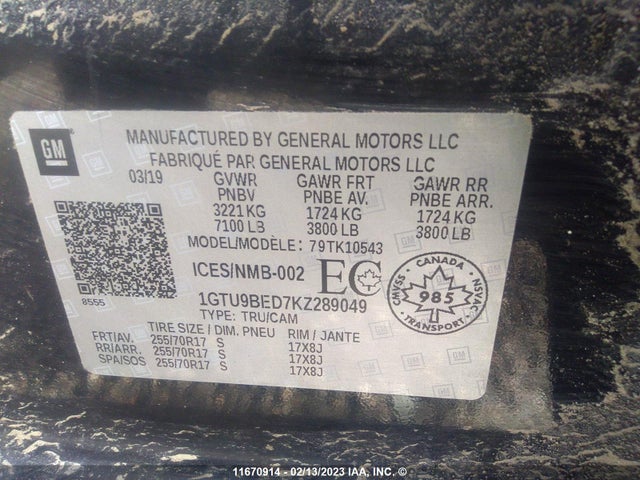 GM
MANUFACTURED BY GENERAL MOTORS LLC
FABRIQUÉ PAR GENERAL MOTORS LLC
03/19 GVWR GAWR FRT GAWR RR
PNBV PNBE AV. PNBE ARR.
3221 KG 1724 KG 1724 KG
7100 LB 3800 LB 3800 LB
MODEL/MODÈLE: 79TK10543
ICES/NMB-002 EC
8555
1GTU9BED7KZ289049
TYPE: TRU/CAM
CANADA
CMVSS 985 NSVAC
TRANSPORT
TIRE SIZE / DIM. PNEU RIM / JANTE
FRT/AV. 255/70R17 S 17X8J
RR/ARR. 255/70R17 S 17X8J
SPA/SOS 255/70R17 S 17X8J
11670914 - 02/13/2023 IAA, INC. ©